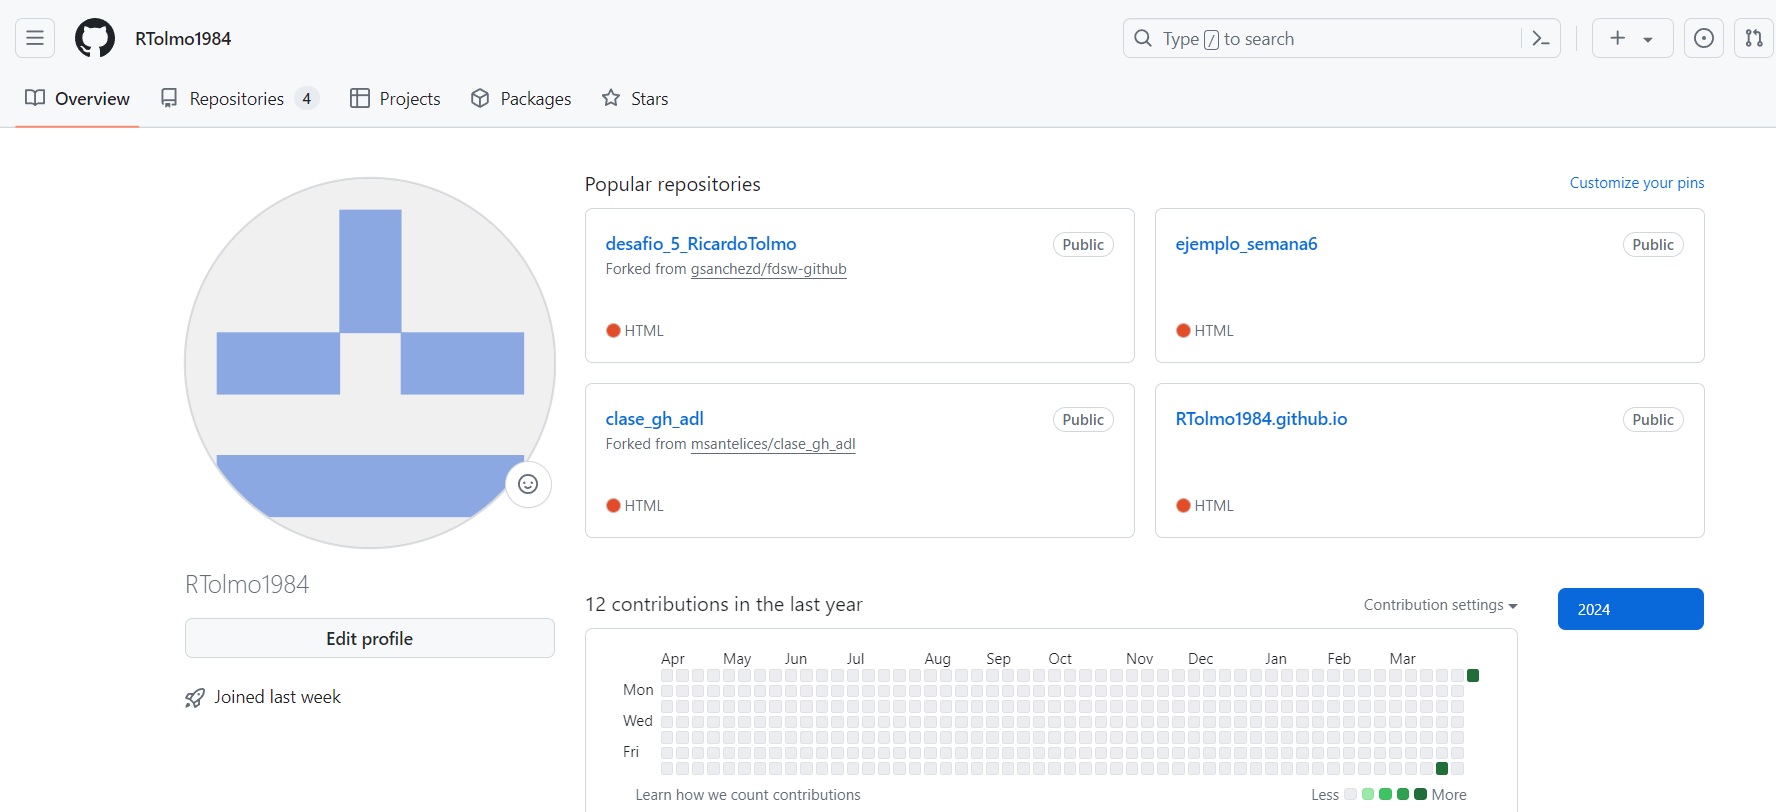 RTolmo1984
Type / to search
Overview
Repositories 4
Projects
Packages
Stars
Popular repositories
Customize your pins
desafio_5_RicardoTolmo
Public
Forked from gsanchezd/fdsw-github
HTML
ejemplo_semana6
Public
HTML
clase_gh_adl
Public
Forked from msantelices/clase_gh_adl
HTML
RTolmo1984.github.io
Public
HTML
RTolmo1984
Edit profile
Joined last week
12 contributions in the last year
Contribution settings
2024
Apr May Jun Jul Aug Sep Oct Nov Dec Jan Feb Mar
Mon
Wed
Fri
Learn how we count contributions
Less More